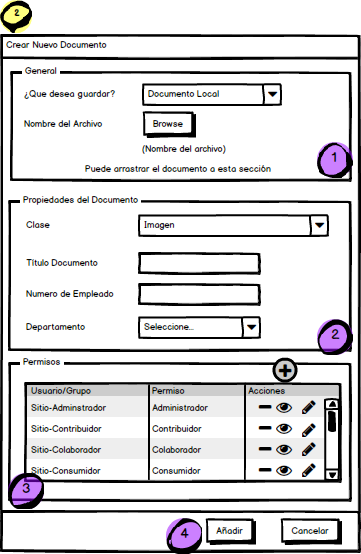 2
Crear Nuevo Documento
General
¿Que desea guardar?
Documento Local
Nombre del Archivo
Browse
(Nombre del archivo)
1
Puede arrastrar el documento a esta sección
Propiedades del Documento
Clase
Imagen
Título Documento
Numero de Empleado
Departamento
Seleccione...
2
Permisos
Usuario/Grupo Permiso Acciones
Sitio-Adminstrador Administrador
Sitio-Contribuidor Contribuidor
Sitio-Colaborador Colaborador
Sitio-Consumidor Consumidor
3
4
Añadir
Cancelar